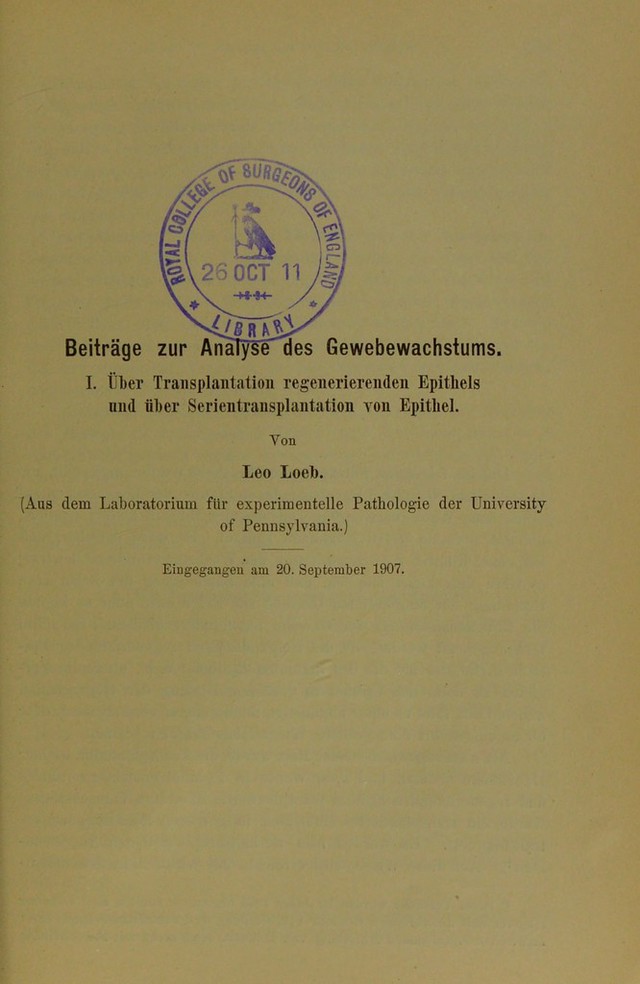 ROYAL COLLEGE OF SURGEONS OF ENGLAND
26 OCT 11
* LIBRARY *
Beiträge zur Analyse des Gewebewachstums.
I. Über Transplantation regenerierenden Epithels
und über Serientransplantation von Epithel.
Von
Leo Loeb.
(Aus dem Laboratorium für experimentelle Pathologie der University
of Pennsylvania.)
Eingegangen am 20. September 1907.